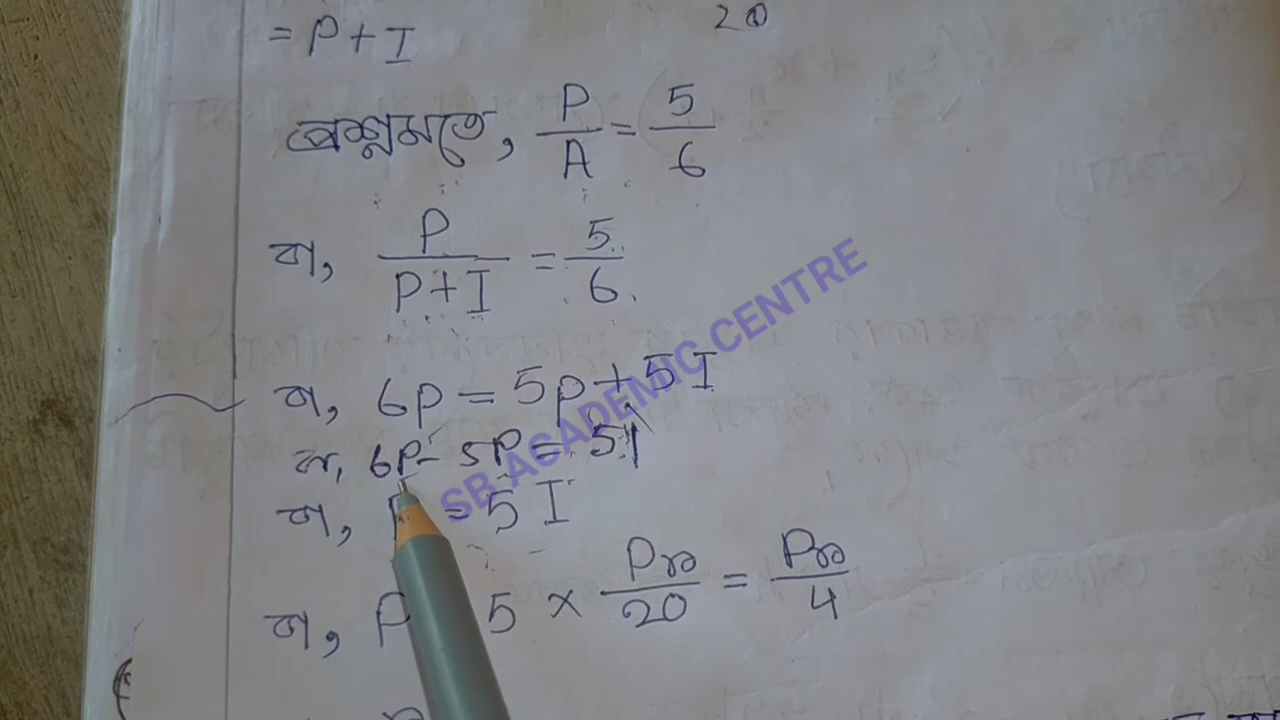 20
= P + I
প্রশ্নমতে, P/A = 5/6
বা, P/(P+I) = 5/6
বা, 6P = 5P + 5I
বা, 6P - 5P = 5I
বা, P = 5 I
বা, P 5 × Pr/20 = Pr/4
SB ACADEMIC CENTRE